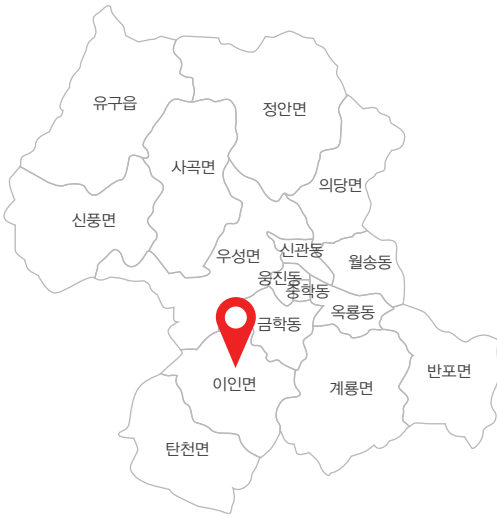 유구읍
정안면
사곡면
의당면
신풍면
우성면
신관동
월송동
웅진동
중학동
옥룡동
금학동
반포면
이인면
계룡면
탄천면